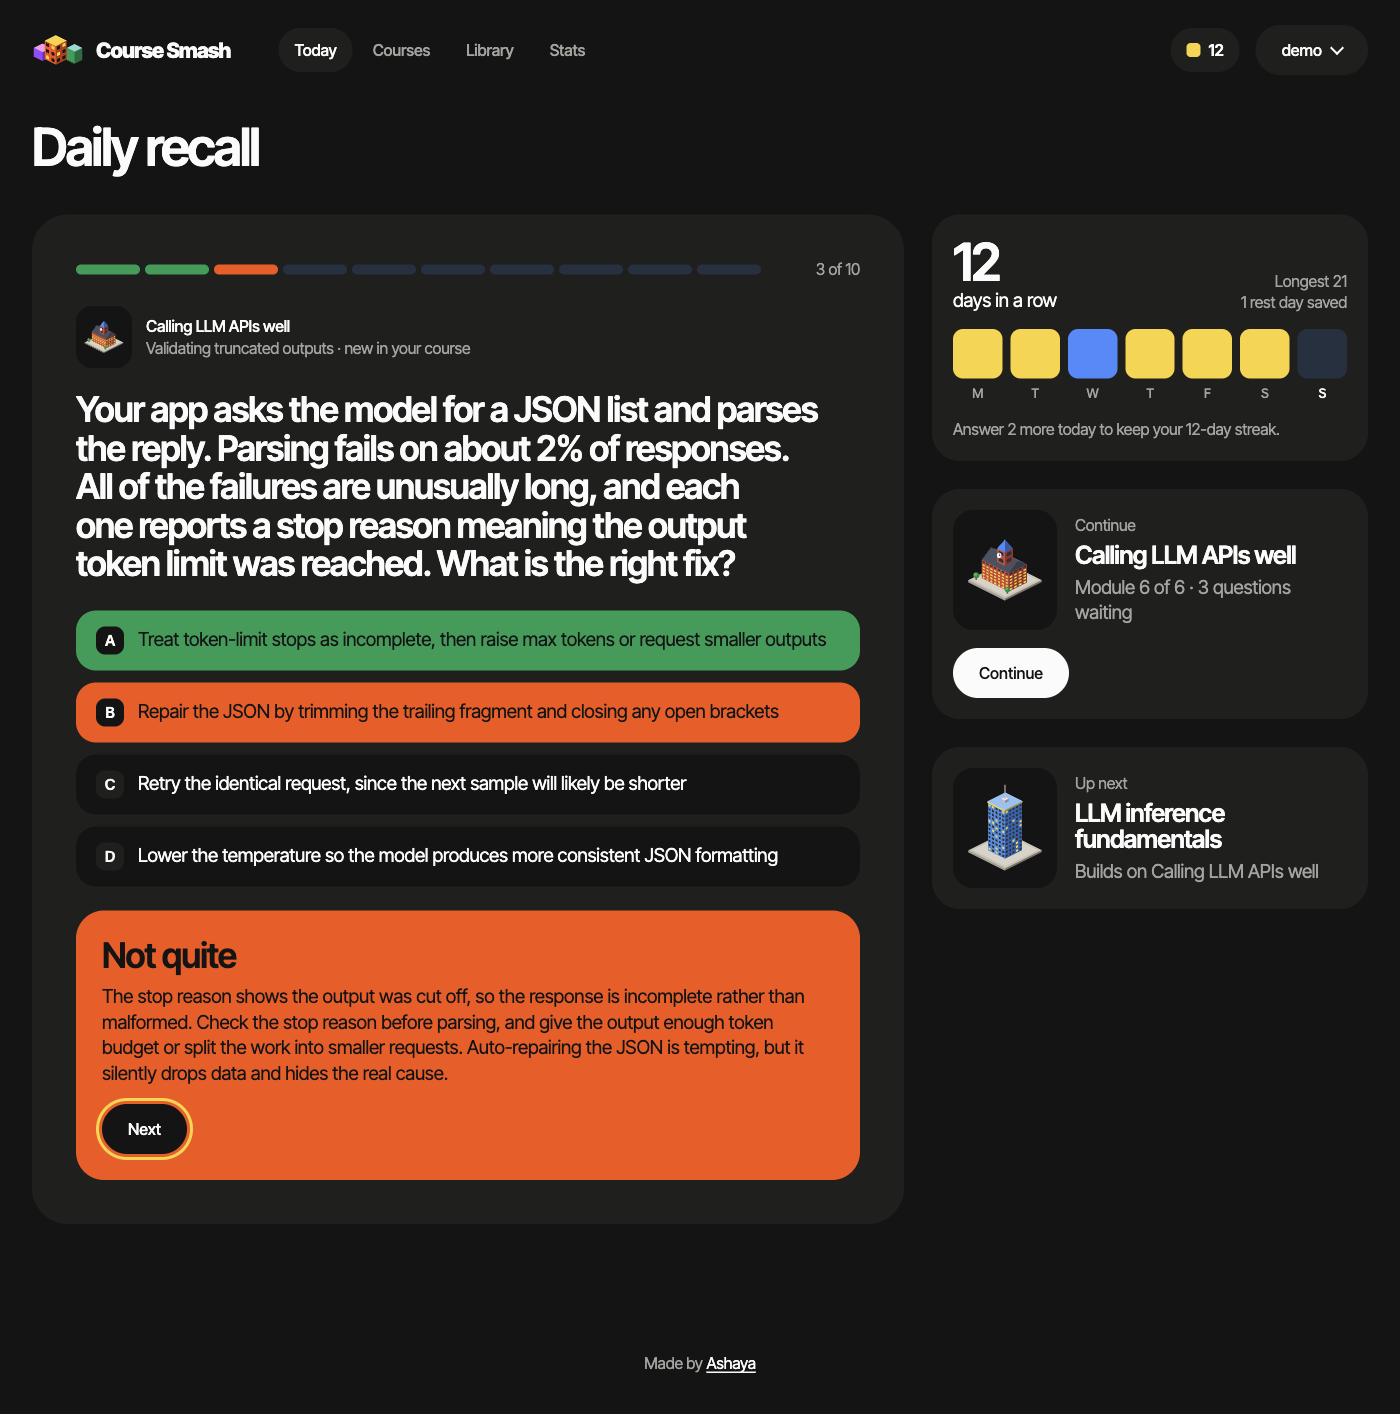 Course Smash
Today
Courses
Library
Stats
12
demo
Daily recall
3 of 10
Calling LLM APIs well
Validating truncated outputs · new in your course
Your app asks the model for a JSON list and parses
the reply. Parsing fails on about 2% of responses.
All of the failures are unusually long, and each
one reports a stop reason meaning the output
token limit was reached. What is the right fix?
A Treat token-limit stops as incomplete, then raise max tokens or request smaller outputs
B Repair the JSON by trimming the trailing fragment and closing any open brackets
C Retry the identical request, since the next sample will likely be shorter
D Lower the temperature so the model produces more consistent JSON formatting
Not quite
The stop reason shows the output was cut off, so the response is incomplete rather than
malformed. Check the stop reason before parsing, and give the output enough token
budget or split the work into smaller requests. Auto-repairing the JSON is tempting, but it
silently drops data and hides the real cause.
Next
12
days in a row
Longest 21
1 rest day saved
M T W T F S S
Answer 2 more today to keep your 12-day streak.
Continue
Calling LLM APIs well
Module 6 of 6 · 3 questions
waiting
Continue
Up next
LLM inference
fundamentals
Builds on Calling LLM APIs well
Made by Ashaya